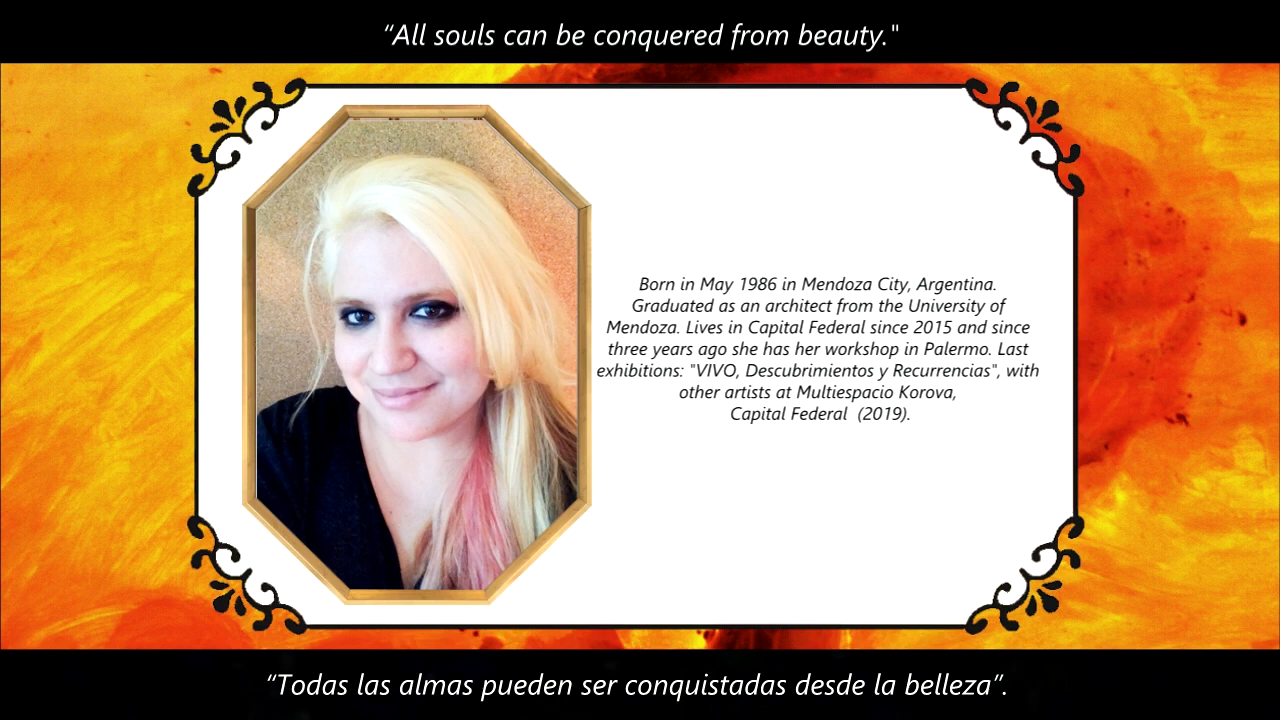 “All souls can be conquered from beauty."
Born in May 1986 in Mendoza City, Argentina.
Graduated as an architect from the University of
Mendoza. Lives in Capital Federal since 2015 and since
three years ago she has her workshop in Palermo. Last
exhibitions: "VIVO, Descubrimientos y Recurrencias", with
other artists at Multiespacio Korova,
Capital Federal  (2019).
“Todas las almas pueden ser conquistadas desde la belleza”.